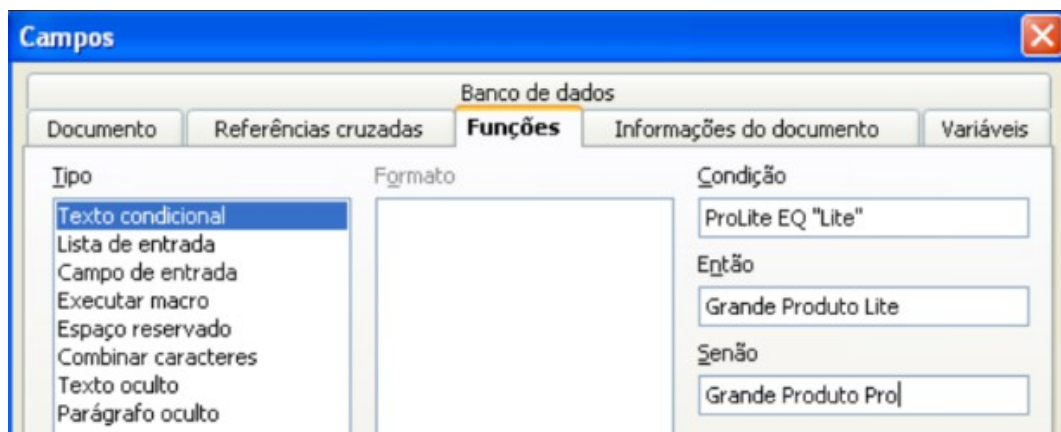 Campos
Banco de dados
Documento Referências cruzadas Funções Informações do documento Variáveis
Tipo
Texto condicional
Lista de entrada
Campo de entrada
Executar macro
Espaço reservado
Combinar caracteres
Texto oculto
Parágrafo oculto
Formato
Condição
ProLite EQ "Lite"
Então
Grande Produto Lite
Senão
Grande Produto Pro